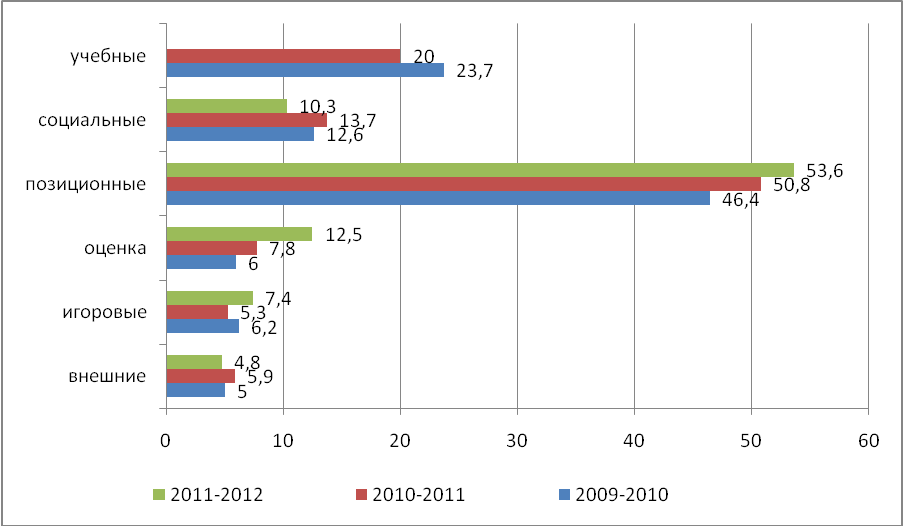 учебные
20
23,7
социальные
10,3
13,7
12,6
позиционные
53,6
50,8
46,4
оценка
12,5
7,8
6
игоровые
7,4
5,3
6,2
внешние
4,8
5,9
5
0 10 20 30 40 50 60
2011-2012 2010-2011 2009-2010